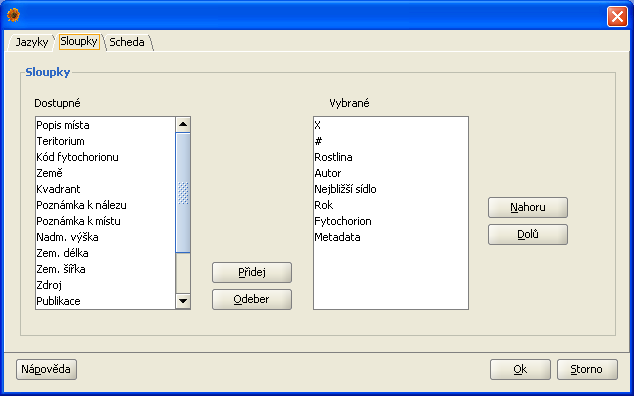 Jazyky Sloupky Scheda
Sloupky
Dostupné
Popis místa
Teritorium
Kód fytochorionu
Země
Kvadrant
Poznámka k nálezu
Poznámka k místu
Nadm. výška
Zem. délka
Zem. šířka
Zdroj
Publikace
Přidej
Odeber
Vybrané
X
#
Rostlina
Autor
Nejbližší sídlo
Rok
Fytochorion
Metadata
Nahoru
Dolů
Nápověda
Ok
Storno